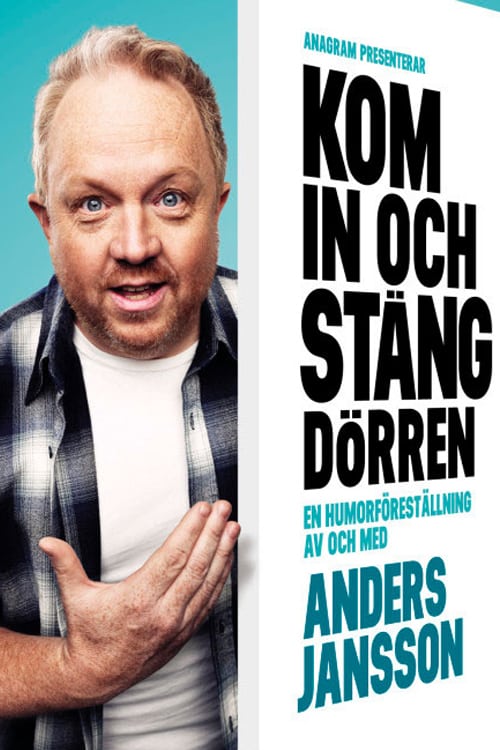 ANAGRAM PRESENTERAR
KOM
IN OCH
STÄNG
DÖRREN
EN HUMORFÖRESTÄLLNING
AV OCH MED
ANDERS
JANSSON